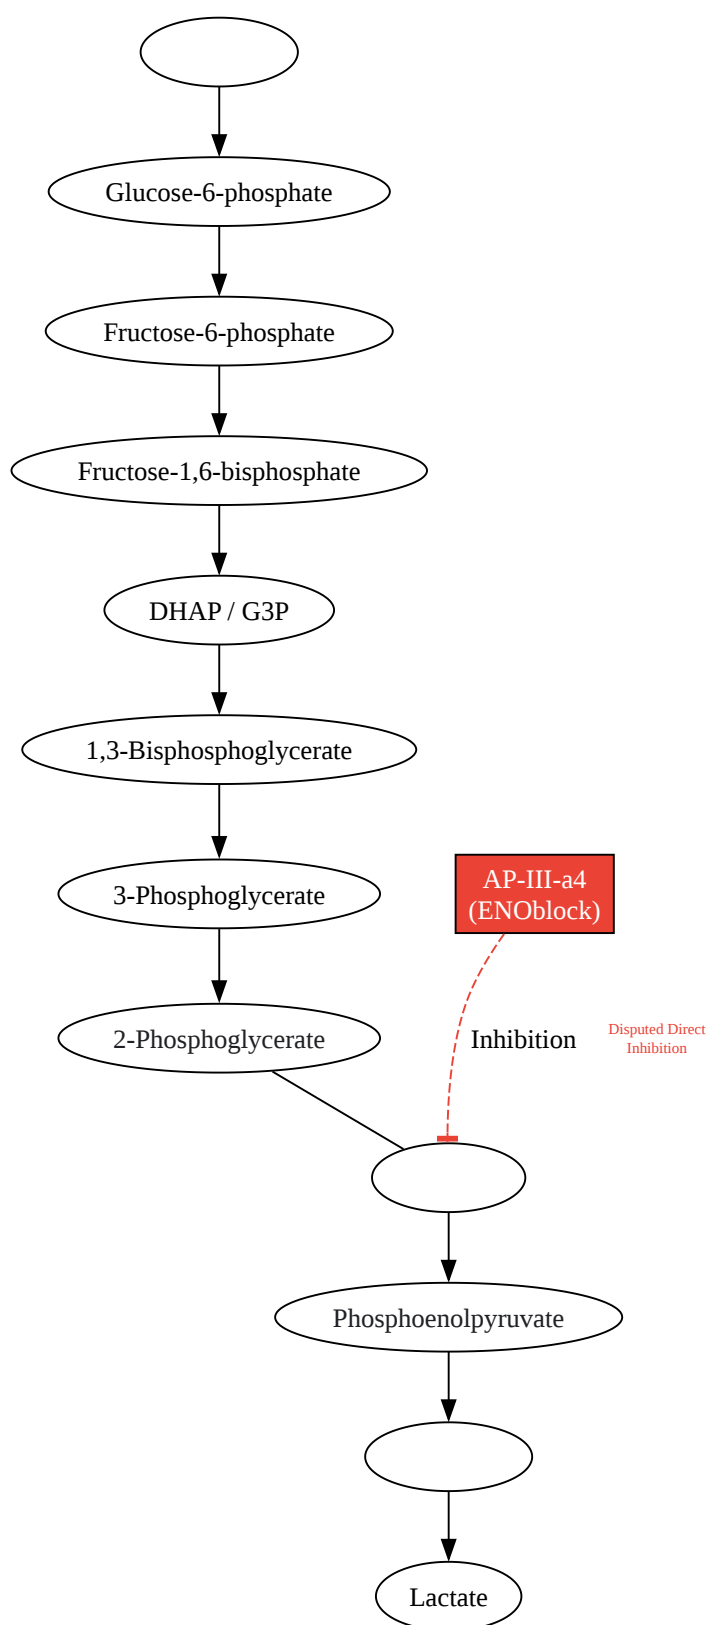 Glucose-6-phosphate
Fructose-6-phosphate
Fructose-1,6-bisphosphate
DHAP / G3P
1,3-Bisphosphoglycerate
3-Phosphoglycerate
AP-III-a4
(ENOblock)
2-Phosphoglycerate
Inhibition
Disputed Direct
Inhibition
Phosphoenolpyruvate
Lactate